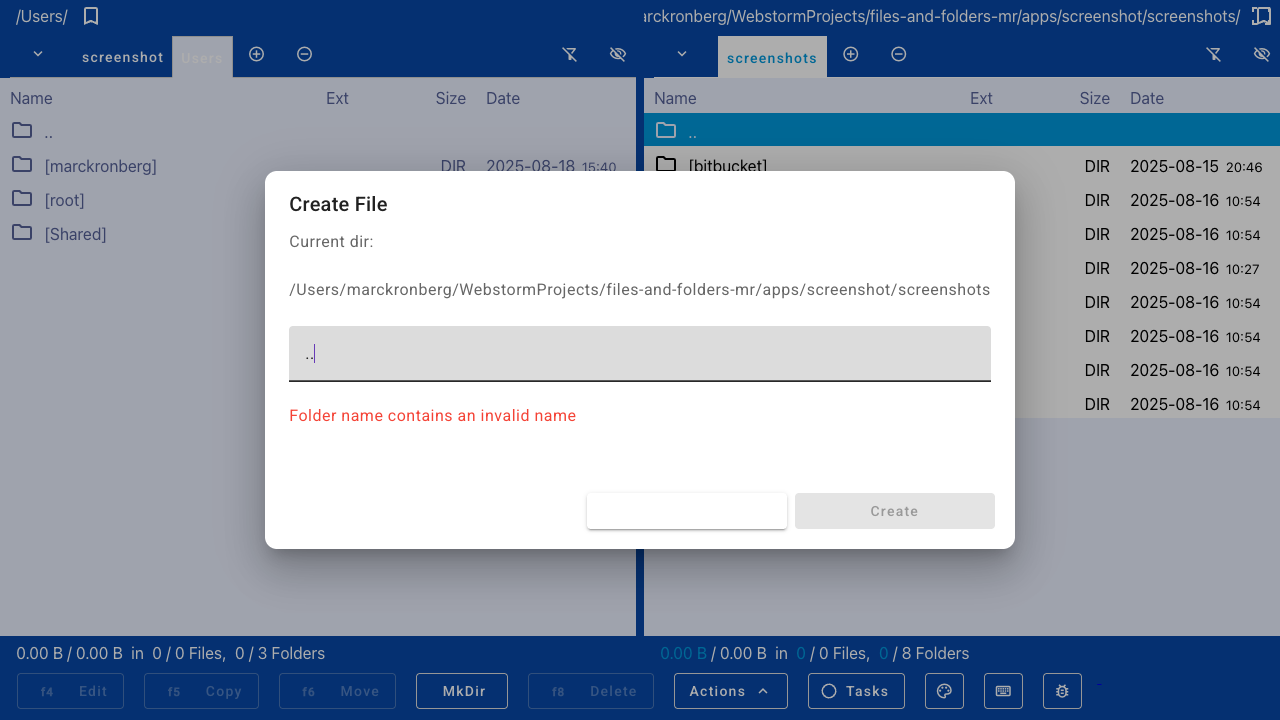 /Users/
arckronberg/WebstormProjects/files-and-folders-mr/apps/screenshot/screenshots/
screenshot
Users
screenshots
Name Ext Size Date
..
[marckronberg] DIR 2025-08-18 15:40
[root]
[Shared]
Name Ext Size Date
..
[bitbucket] DIR 2025-08-15 20:46
DIR 2025-08-16 10:54
DIR 2025-08-16 10:54
DIR 2025-08-16 10:27
DIR 2025-08-16 10:54
DIR 2025-08-16 10:54
DIR 2025-08-16 10:54
DIR 2025-08-16 10:54
Create File
Current dir:
/Users/marckronberg/WebstormProjects/files-and-folders-mr/apps/screenshot/screenshots
..
Folder name contains an invalid name
Create
0.00 B / 0.00 B in 0 / 0 Files, 0 / 3 Folders
0.00 B / 0.00 B in 0 / 0 Files, 0 / 8 Folders
f4 Edit f5 Copy f6 Move MkDir f8 Delete Actions Tasks